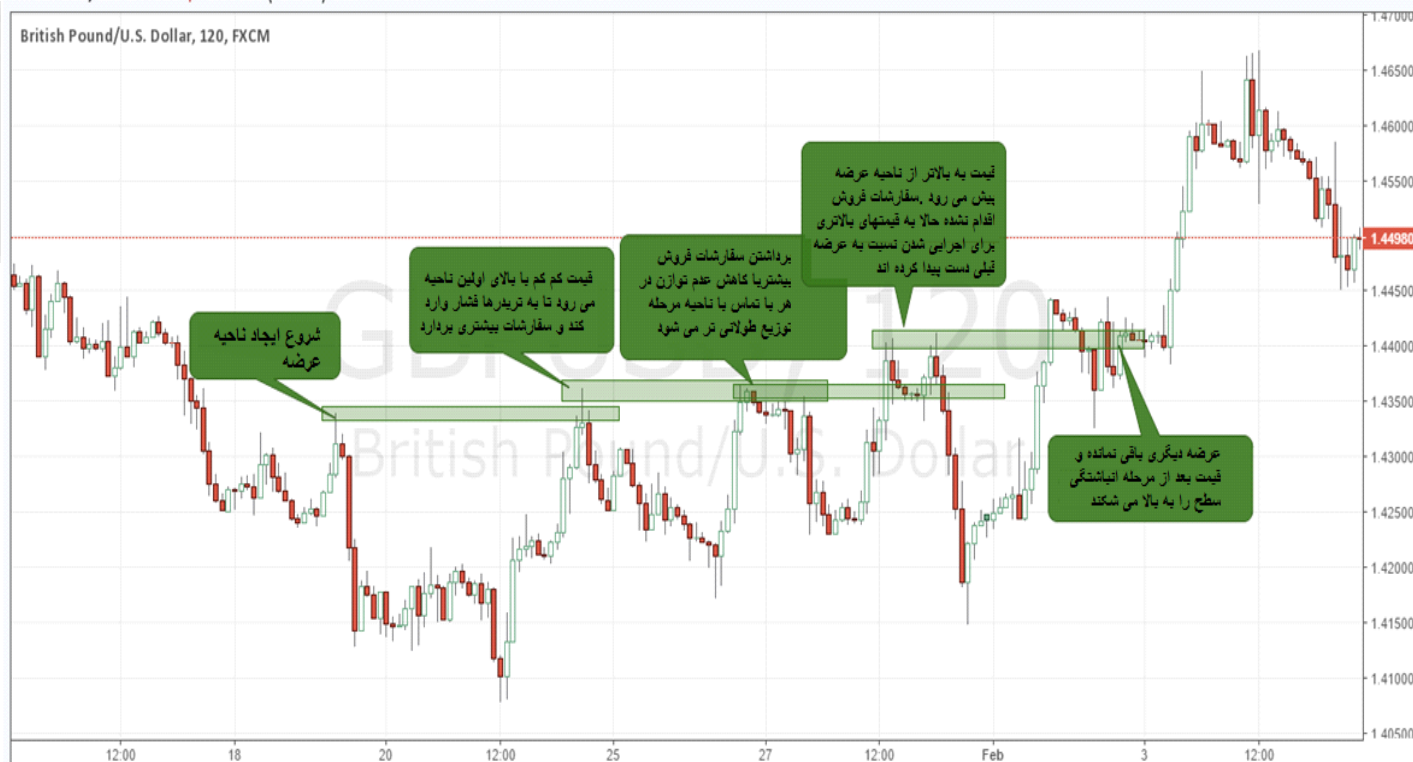 British Pound/U.S. Dollar, 120, FXCM
GBPUSD, 120
British Pound/U.S. Dollar
شروع ایجاد ناحیه
عرضه
قیمت کم کم با بالای اولین ناحیه
می رود تا به تریدرها فشار وارد
کند و سفارشات بیشتری بردارد
برداشتن سفارشات فروش
بیشتریا کاهش عدم توازن در
هر با تماس با ناحیه مرحله
توزیع طولانی تر می شود
قیمت به بالاتر از ناحیه عرضه
پیش می رود .سفارشات فروش
اقدام نشده حالا به قیمتهای بالاتری
برای اجرایی شدن نسبت به عرضه
قبلی دست پیدا کرده اند
عرضه دیگری باقی نمانده و
قیمت بعد از مرحله انباشتگی
سطح را به بالا می شکند
1.47000
1.46500
1.46000
1.45500
1.44980
1.44500
1.44000
1.43500
1.43000
1.42500
1.42000
1.41500
1.41000
1.40500
12:00
18
20
12:00
25
27
12:00
Feb
3
12:00